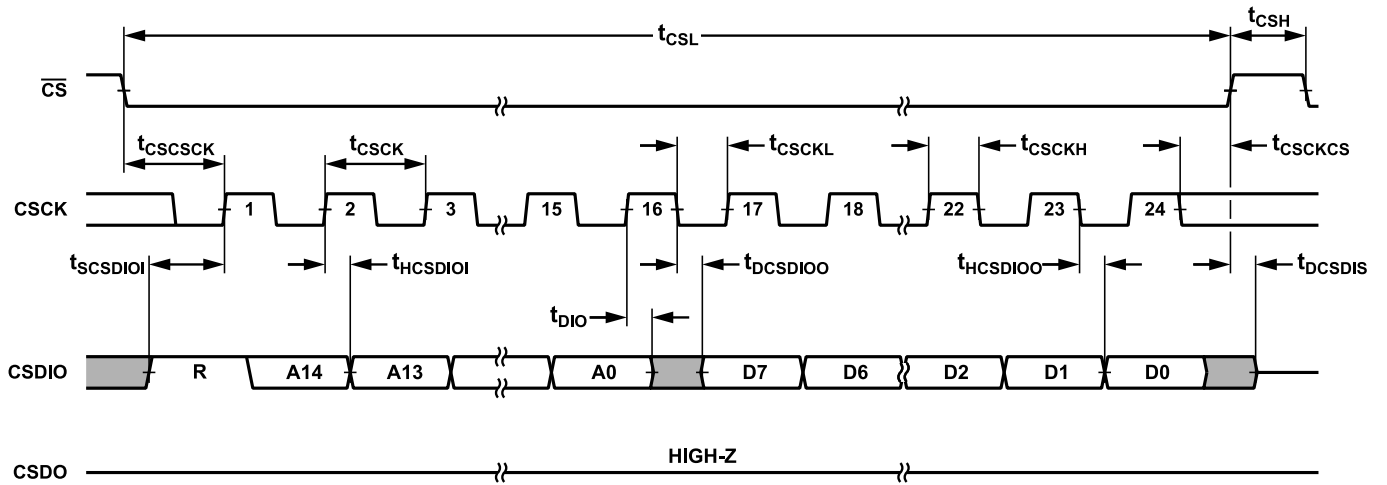 tCSL
tCSH
CS
tCSCSCK
tCSCK
tCSCKL
tCSCKH
tCSCKCS
CSCK
1
2
3
15
16
17
18
22
23
24
tSCSDIOI
tHCSDIOI
tDCSDIOO
tHCSDIOO
tDCSDIS
tDIO
CSDIO
R
A14
A13
A0
D7
D6
D2
D1
D0
HIGH-Z
CSDO